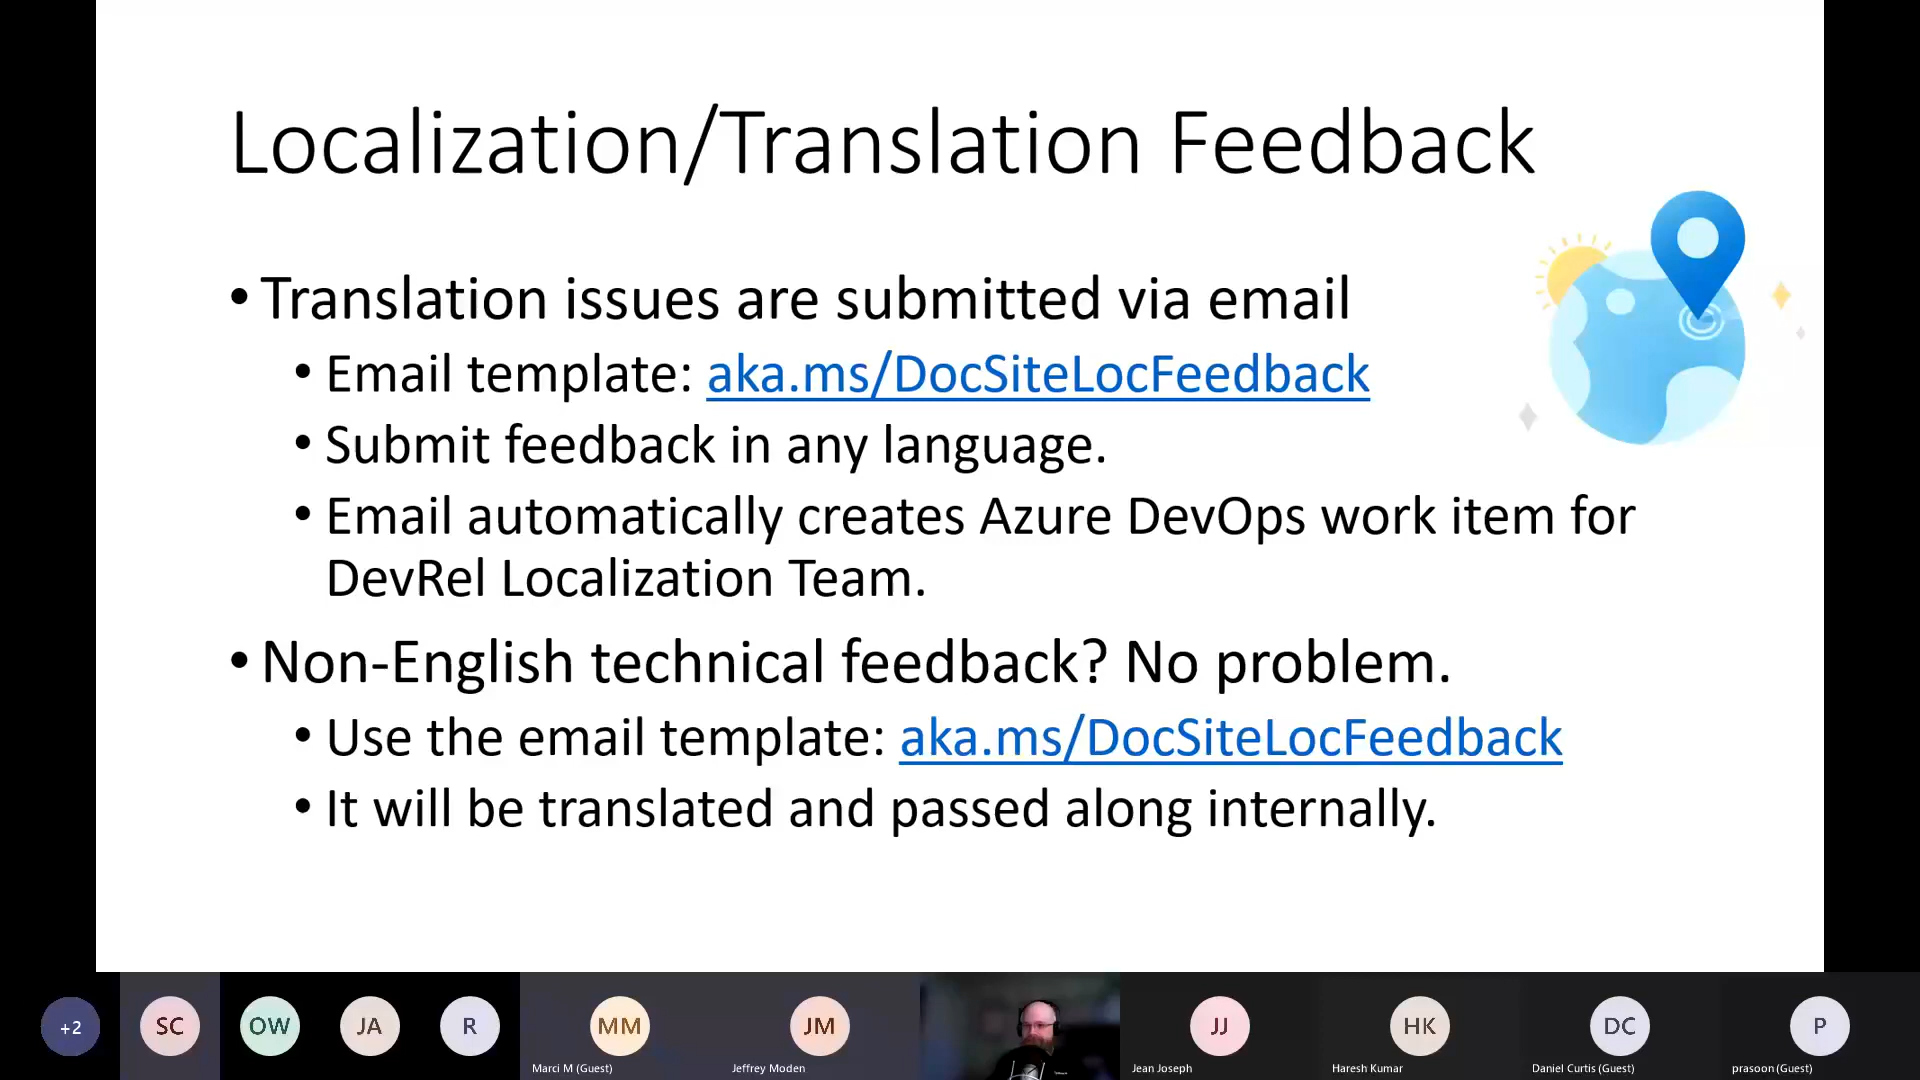 Localization/Translation Feedback
• Translation issues are submitted via email
• Email template: aka.ms/DocSiteLocFeedback
• Submit feedback in any language.
• Email automatically creates Azure DevOps work item for
DevRel Localization Team.
• Non-English technical feedback? No problem.
• Use the email template: aka.ms/DocSiteLocFeedback
• It will be translated and passed along internally.
+2 SC OW JA R MM JM JJ HK DC P
Marci M (Guest) Jeffrey Moden Jean Joseph Haresh Kumar Daniel Curtis (Guest) prasoon (Guest)